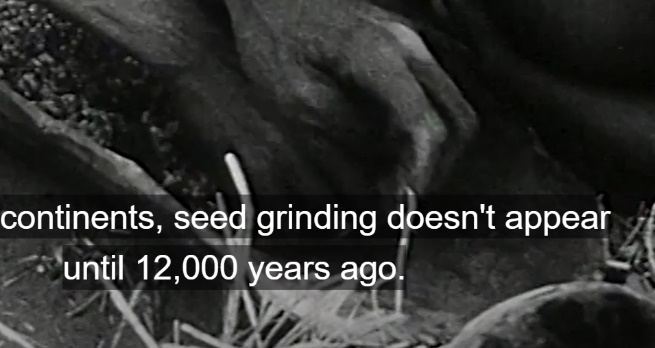 continents, seed grinding doesn't appear
until 12,000 years ago.